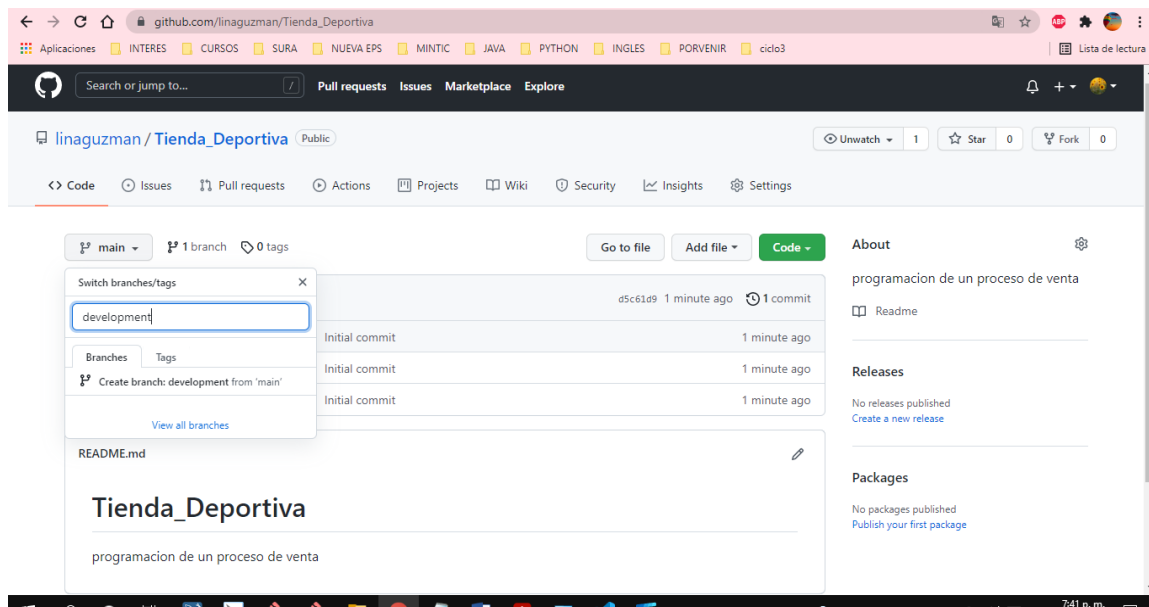 github.com/linaguzman/Tienda_Deportiva
Aplicaciones INTERES CURSOS SURA NUEVA EPS MINTIC JAVA PYTHON INGLES PORVENIR ciclo3 Lista de lectura
Search or jump to... / Pull requests Issues Marketplace Explore
linaguzman / Tienda_Deportiva Public Unwatch 1 Star 0 Fork 0
Code Issues Pull requests Actions Projects Wiki Security Insights Settings
main 1 branch 0 tags Go to file Add file Code
Switch branches/tags
development
Branches Tags
Create branch: development from 'main'
View all branches
d5c61d9 1 minute ago 1 commit
Initial commit 1 minute ago
Initial commit 1 minute ago
Initial commit 1 minute ago
README.md
Tienda_Deportiva
programacion de un proceso de venta
About
programacion de un proceso de venta
Readme
Releases
No releases published
Create a new release
Packages
No packages published
Publish your first package
7:41 p. m.